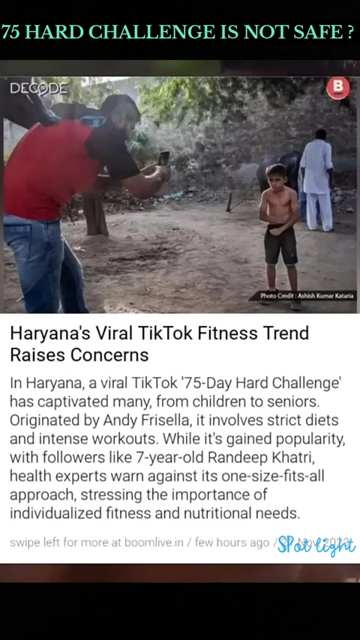 75 HARD CHALLENGE IS NOT SAFE ?
DECODE
B
Photo Credit : Ashish Kumar Kataria
Haryana's Viral TikTok Fitness Trend
Raises Concerns
In Haryana, a viral TikTok '75-Day Hard Challenge'
has captivated many, from children to seniors.
Originated by Andy Frisella, it involves strict diets
and intense workouts. While it's gained popularity,
with followers like 7-year-old Randeep Khatri,
health experts warn against its one-size-fits-all
approach, stressing the importance of
individualized fitness and nutritional needs.
swipe left for more at boomlive.in / few hours ago /
SPot light